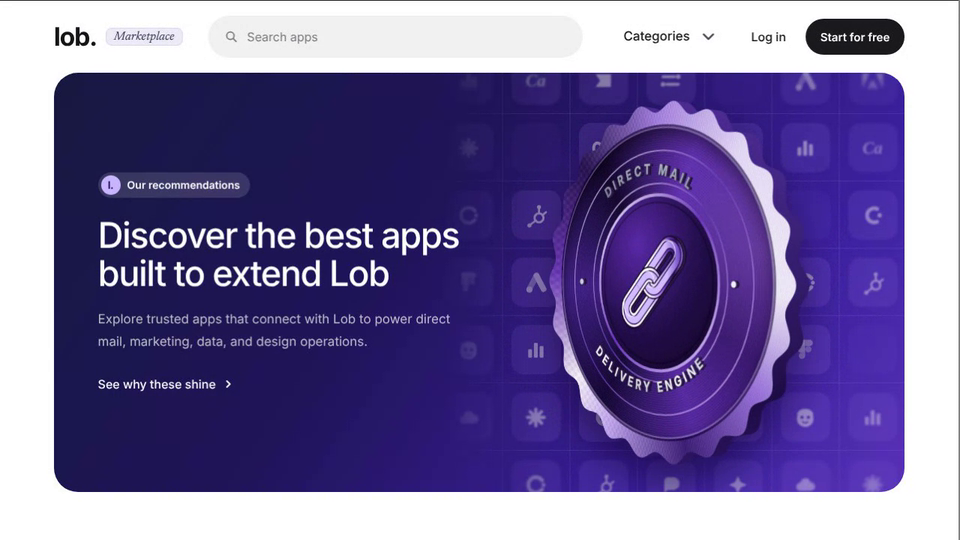 lob.
Marketplace
Search apps
Categories
Log in
Start for free
l.
Our recommendations
Discover the best apps
built to extend Lob
Explore trusted apps that connect with Lob to power direct
mail, marketing, data, and design operations.
See why these shine
DIRECT MAIL
DELIVERY ENGINE
Ca
Ca